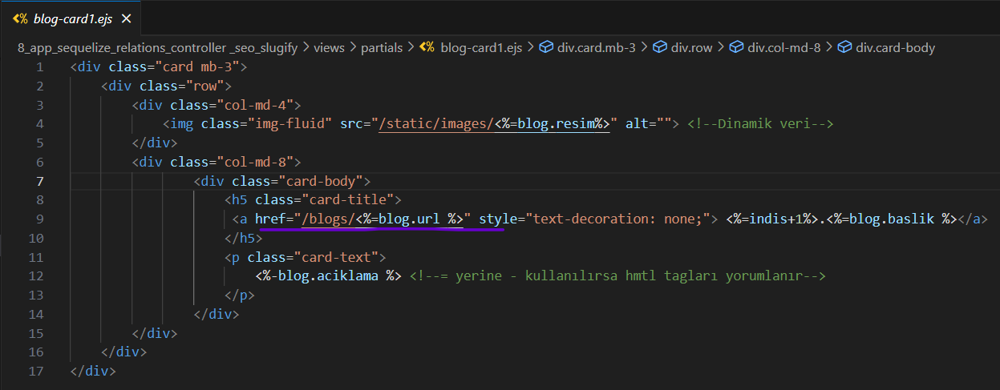 <% blog-card1.ejs ×
8_app_sequelize_relations_controller _seo_slugify > views > partials > <% blog-card1.ejs > div.card.mb-3 > div.row > div.col-md-8 > div.card-body
1 <div class="card mb-3">
2 <div class="row">
3 <div class="col-md-4">
4 <img class="img-fluid" src="/static/images/<%=blog.resim%>" alt=""> <!--Dinamik veri-->
5 </div>
6 <div class="col-md-8">
7 <div class="card-body">
8 <h5 class="card-title">
9 <a href="/blogs/<%=blog.url %>" style="text-decoration: none;"> <%=indis+1%>.<%=blog.baslik %></a>
10 </h5>
11 <p class="card-text">
12 <%-blog.aciklama %> <!--= yerine - kullanılırsa hmtl tagları yorumlanır-->
13 </p>
14 </div>
15 </div>
16 </div>
17 </div>